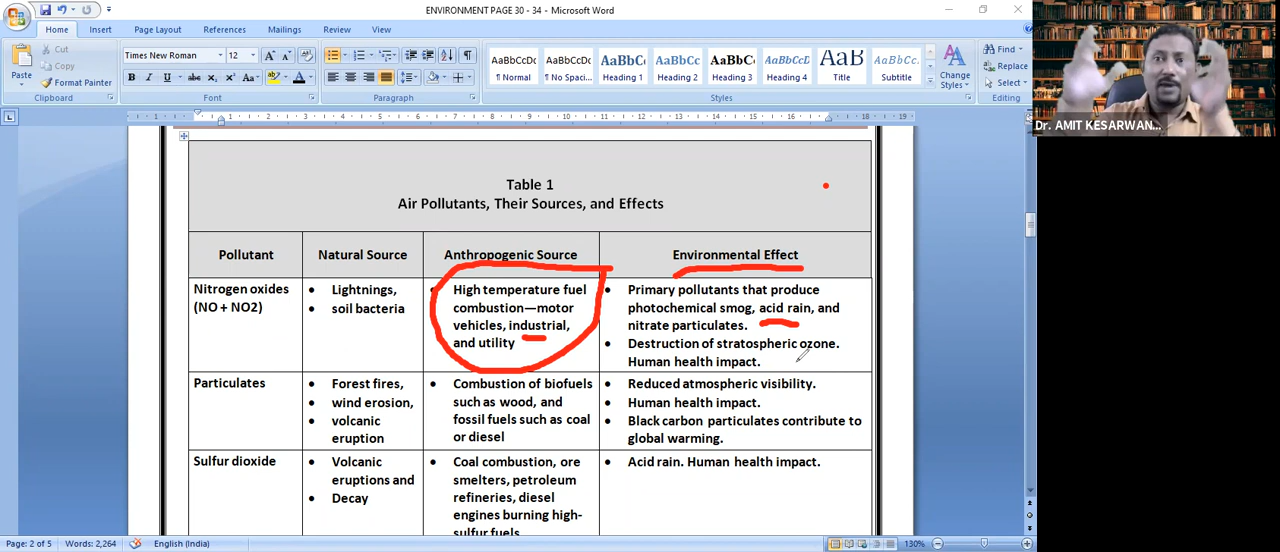 ENVIRONMENT PAGE 30 - 34 - Microsoft Word
Home Insert Page Layout References Mailings Review View
Cut
Copy
Format Painter
Paste
Clipboard
Times New Roman 12
Font
Paragraph
AaBbCcDc AaBbCcDc AaBbCc AaBbCc AaBbCc AaBbCc AaB AaBbCc
¶ Normal ¶ No Spaci... Heading 1 Heading 2 Heading 3 Heading 4 Title Subtitle
Styles
Change
Styles
Find
Replace
Select
Editing
Dr. AMIT KESARWAN...
Table 1
Air Pollutants, Their Sources, and Effects
Pollutant Natural Source Anthropogenic Source Environmental Effect
Nitrogen oxides
(NO + NO2)
• Lightnings,
• soil bacteria
• High temperature fuel
combustion—motor
vehicles, industrial,
and utility
• Primary pollutants that produce
photochemical smog, acid rain, and
nitrate particulates.
• Destruction of stratospheric ozone.
Human health impact.
Particulates
• Forest fires,
• wind erosion,
• volcanic
eruption
• Combustion of biofuels
such as wood, and
fossil fuels such as coal
or diesel
• Reduced atmospheric visibility.
• Human health impact.
• Black carbon particulates contribute to
global warming.
Sulfur dioxide
• Volcanic
eruptions and
• Decay
• Coal combustion, ore
smelters, petroleum
refineries, diesel
engines burning high-
sulfur fuels
• Acid rain. Human health impact.
Page: 2 of 5 Words: 2,264 English (India) 130%